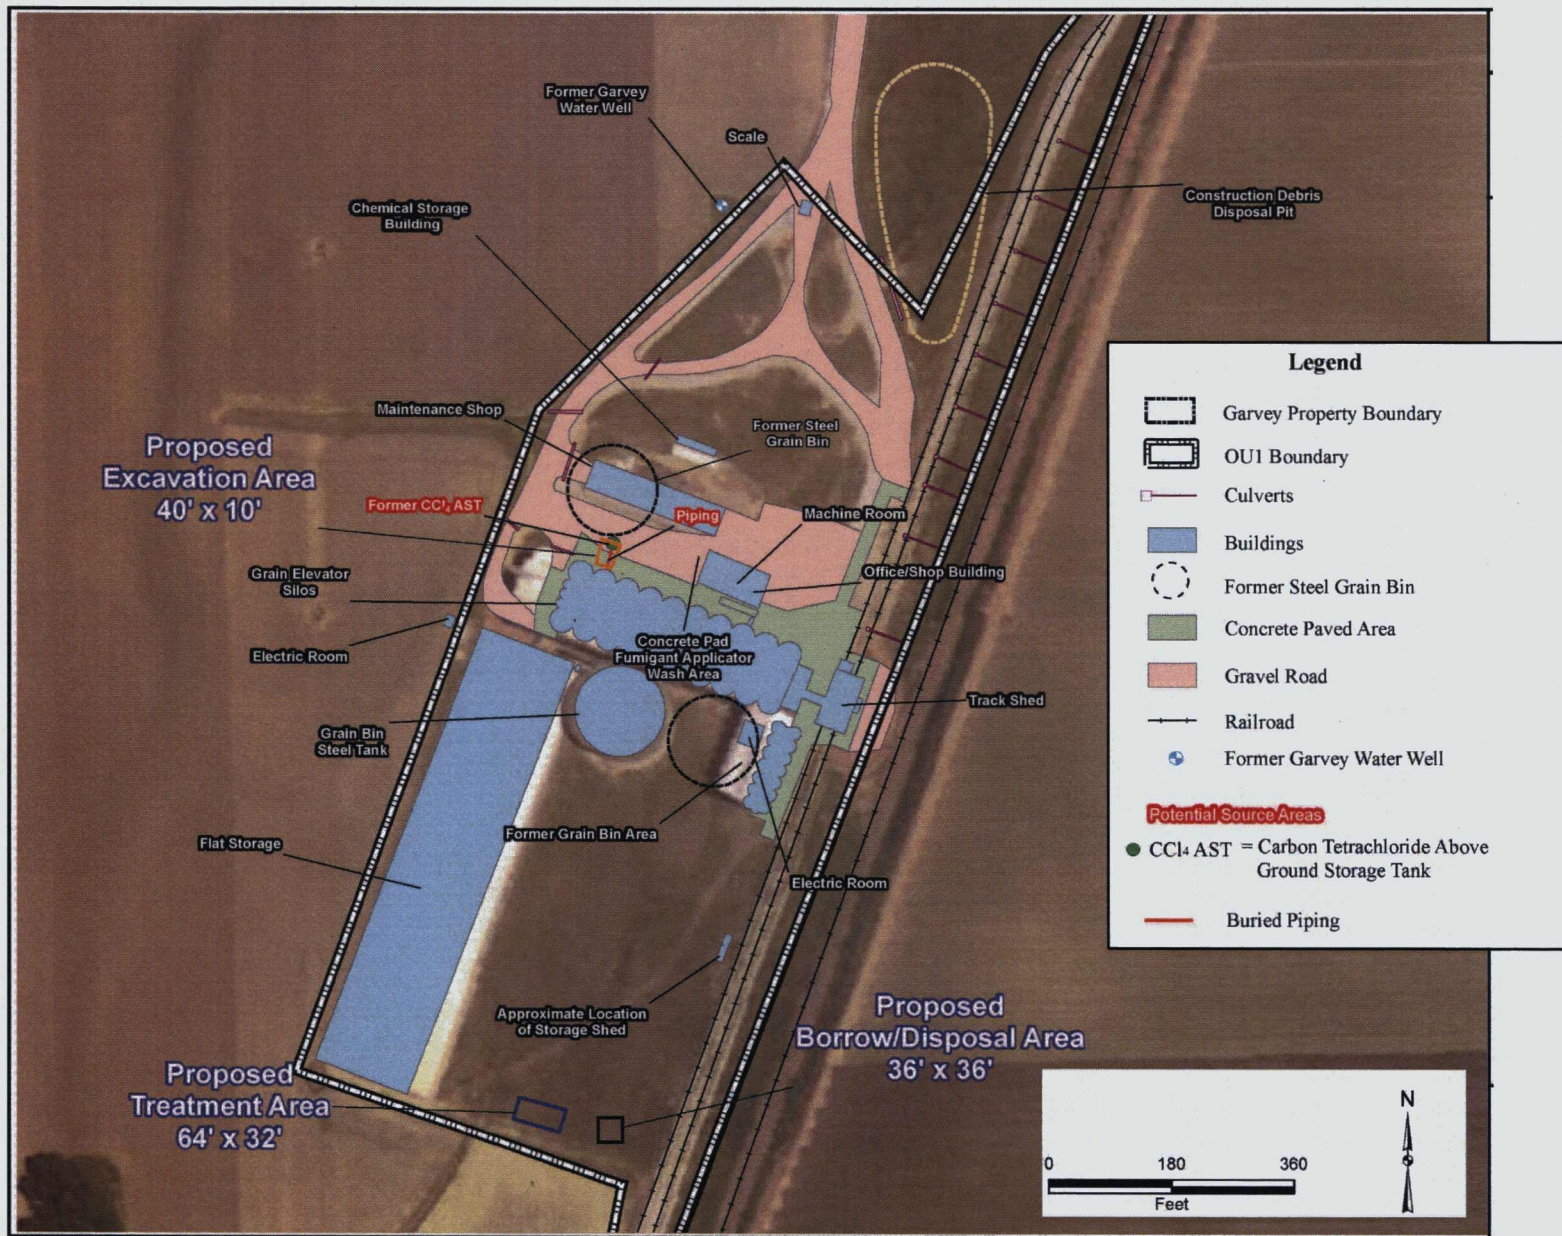 Former Garvey
Water Well
Scale
Chemical Storage
Building
Construction Debris
Disposal Pit
Maintenance Shop
Former Steel
Grain Bin
Proposed
Excavation Area
40' x 10'
Former CCl₄ AST
Piping
Machine Room
Office/Shop Building
Grain Elevator
Silos
Concrete Pad
Fumigant Applicator
Wash Area
Electric Room
Track Shed
Grain Bin
Steel Tank
Flat Storage
Former Grain Bin Area
Electric Room
Approximate Location
of Storage Shed
Proposed
Borrow/Disposal Area
36' x 36'
Proposed
Treatment Area
64' x 32'
Legend
Garvey Property Boundary
OU1 Boundary
Culverts
Buildings
Former Steel Grain Bin
Concrete Paved Area
Gravel Road
Railroad
Former Garvey Water Well
Potential Source Areas
CCl₄ AST = Carbon Tetrachloride Above
Ground Storage Tank
Buried Piping
N
0 180 360
Feet